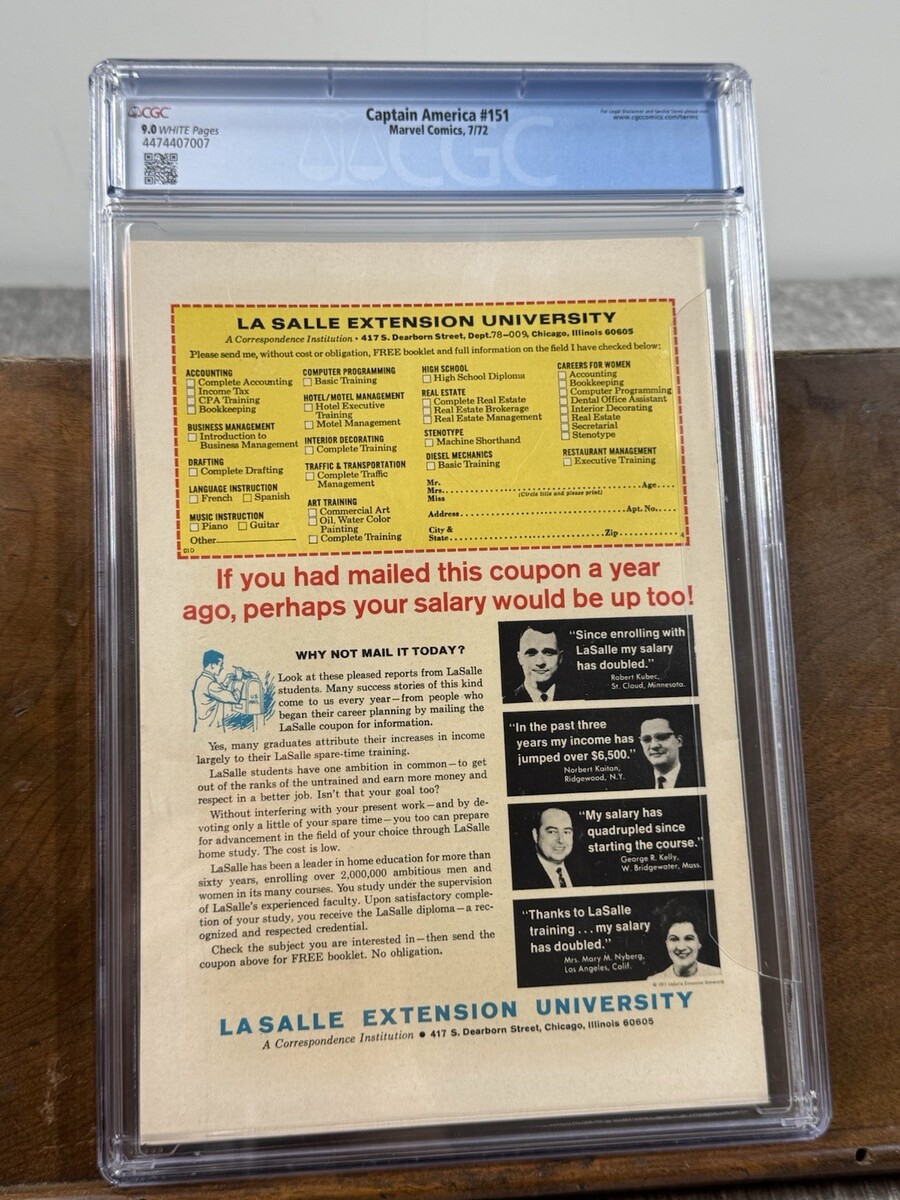 CGC
9.0 WHITE Pages
4474407007
Captain America #151
Marvel Comics, 7/72
www.cgccomics.com/terms
CGC
LA SALLE EXTENSION UNIVERSITY
A Correspondence Institution • 417 S. Dearborn Street, Dept.78-009, Chicago, Illinois 60605
Please send me, without cost or obligation, FREE booklet and full information on the field I have checked below:
ACCOUNTING
Complete Accounting
Income Tax
CPA Training
Bookkeeping
BUSINESS MANAGEMENT
Introduction to
Business Management
DRAFTING
Complete Drafting
LANGUAGE INSTRUCTION
French Spanish
MUSIC INSTRUCTION
Piano Guitar
Other
COMPUTER PROGRAMMING
Basic Training
HOTEL/MOTEL MANAGEMENT
Hotel Executive
Training
Motel Management
INTERIOR DECORATING
Complete Training
TRAFFIC & TRANSPORTATION
Complete Traffic
Management
ART TRAINING
Commercial Art
Oil, Water Color
Painting
Complete Training
HIGH SCHOOL
High School Diploma
REAL ESTATE
Complete Real Estate
Real Estate Brokerage
Real Estate Management
STENOTYPE
Machine Shorthand
DIESEL MECHANICS
Basic Training
CAREERS FOR WOMEN
Accounting
Bookkeeping
Computer Programming
Dental Office Assistant
Interior Decorating
Real Estate
Secretarial
Stenotype
RESTAURANT MANAGEMENT
Executive Training
Mr.
Mrs. Age
Miss (Circle title and please print)
Address Apt. No.
City &
State Zip
If you had mailed this coupon a year
ago, perhaps your salary would be up too!
WHY NOT MAIL IT TODAY?
Look at these pleased reports from LaSalle
students. Many success stories of this kind
come to us every year—from people who
began their career planning by mailing the
LaSalle coupon for information.
Yes, many graduates attribute their increases in income
largely to their LaSalle spare-time training.
LaSalle students have one ambition in common—to get
out of the ranks of the untrained and earn more money and
respect in a better job. Isn't that your goal too?
Without interfering with your present work—and by de-
voting only a little of your spare time—you too can prepare
for advancement in the field of your choice through LaSalle
home study. The cost is low.
LaSalle has been a leader in home education for more than
sixty years, enrolling over 2,000,000 ambitious men and
women in its many courses. You study under the supervision
of LaSalle's experienced faculty. Upon satisfactory comple-
tion of your study, you receive the LaSalle diploma—a rec-
ognized and respected credential.
Check the subject you are interested in—then send the
coupon above for FREE booklet. No obligation.
"Since enrolling with
LaSalle my salary
has doubled."
Robert Kubec,
St. Cloud, Minnesota.
"In the past three
years my income has
jumped over $6,500."
Norbert Kaitan,
Ridgewood, N.Y.
"My salary has
quadrupled since
starting the course."
George R. Kelly,
W. Bridgewater, Mass.
"Thanks to LaSalle
training . . . my salary
has doubled."
Mrs. Mary M. Nyberg,
Los Angeles, Calif.
LA SALLE EXTENSION UNIVERSITY
A Correspondence Institution • 417 S. Dearborn Street, Chicago, Illinois 60605